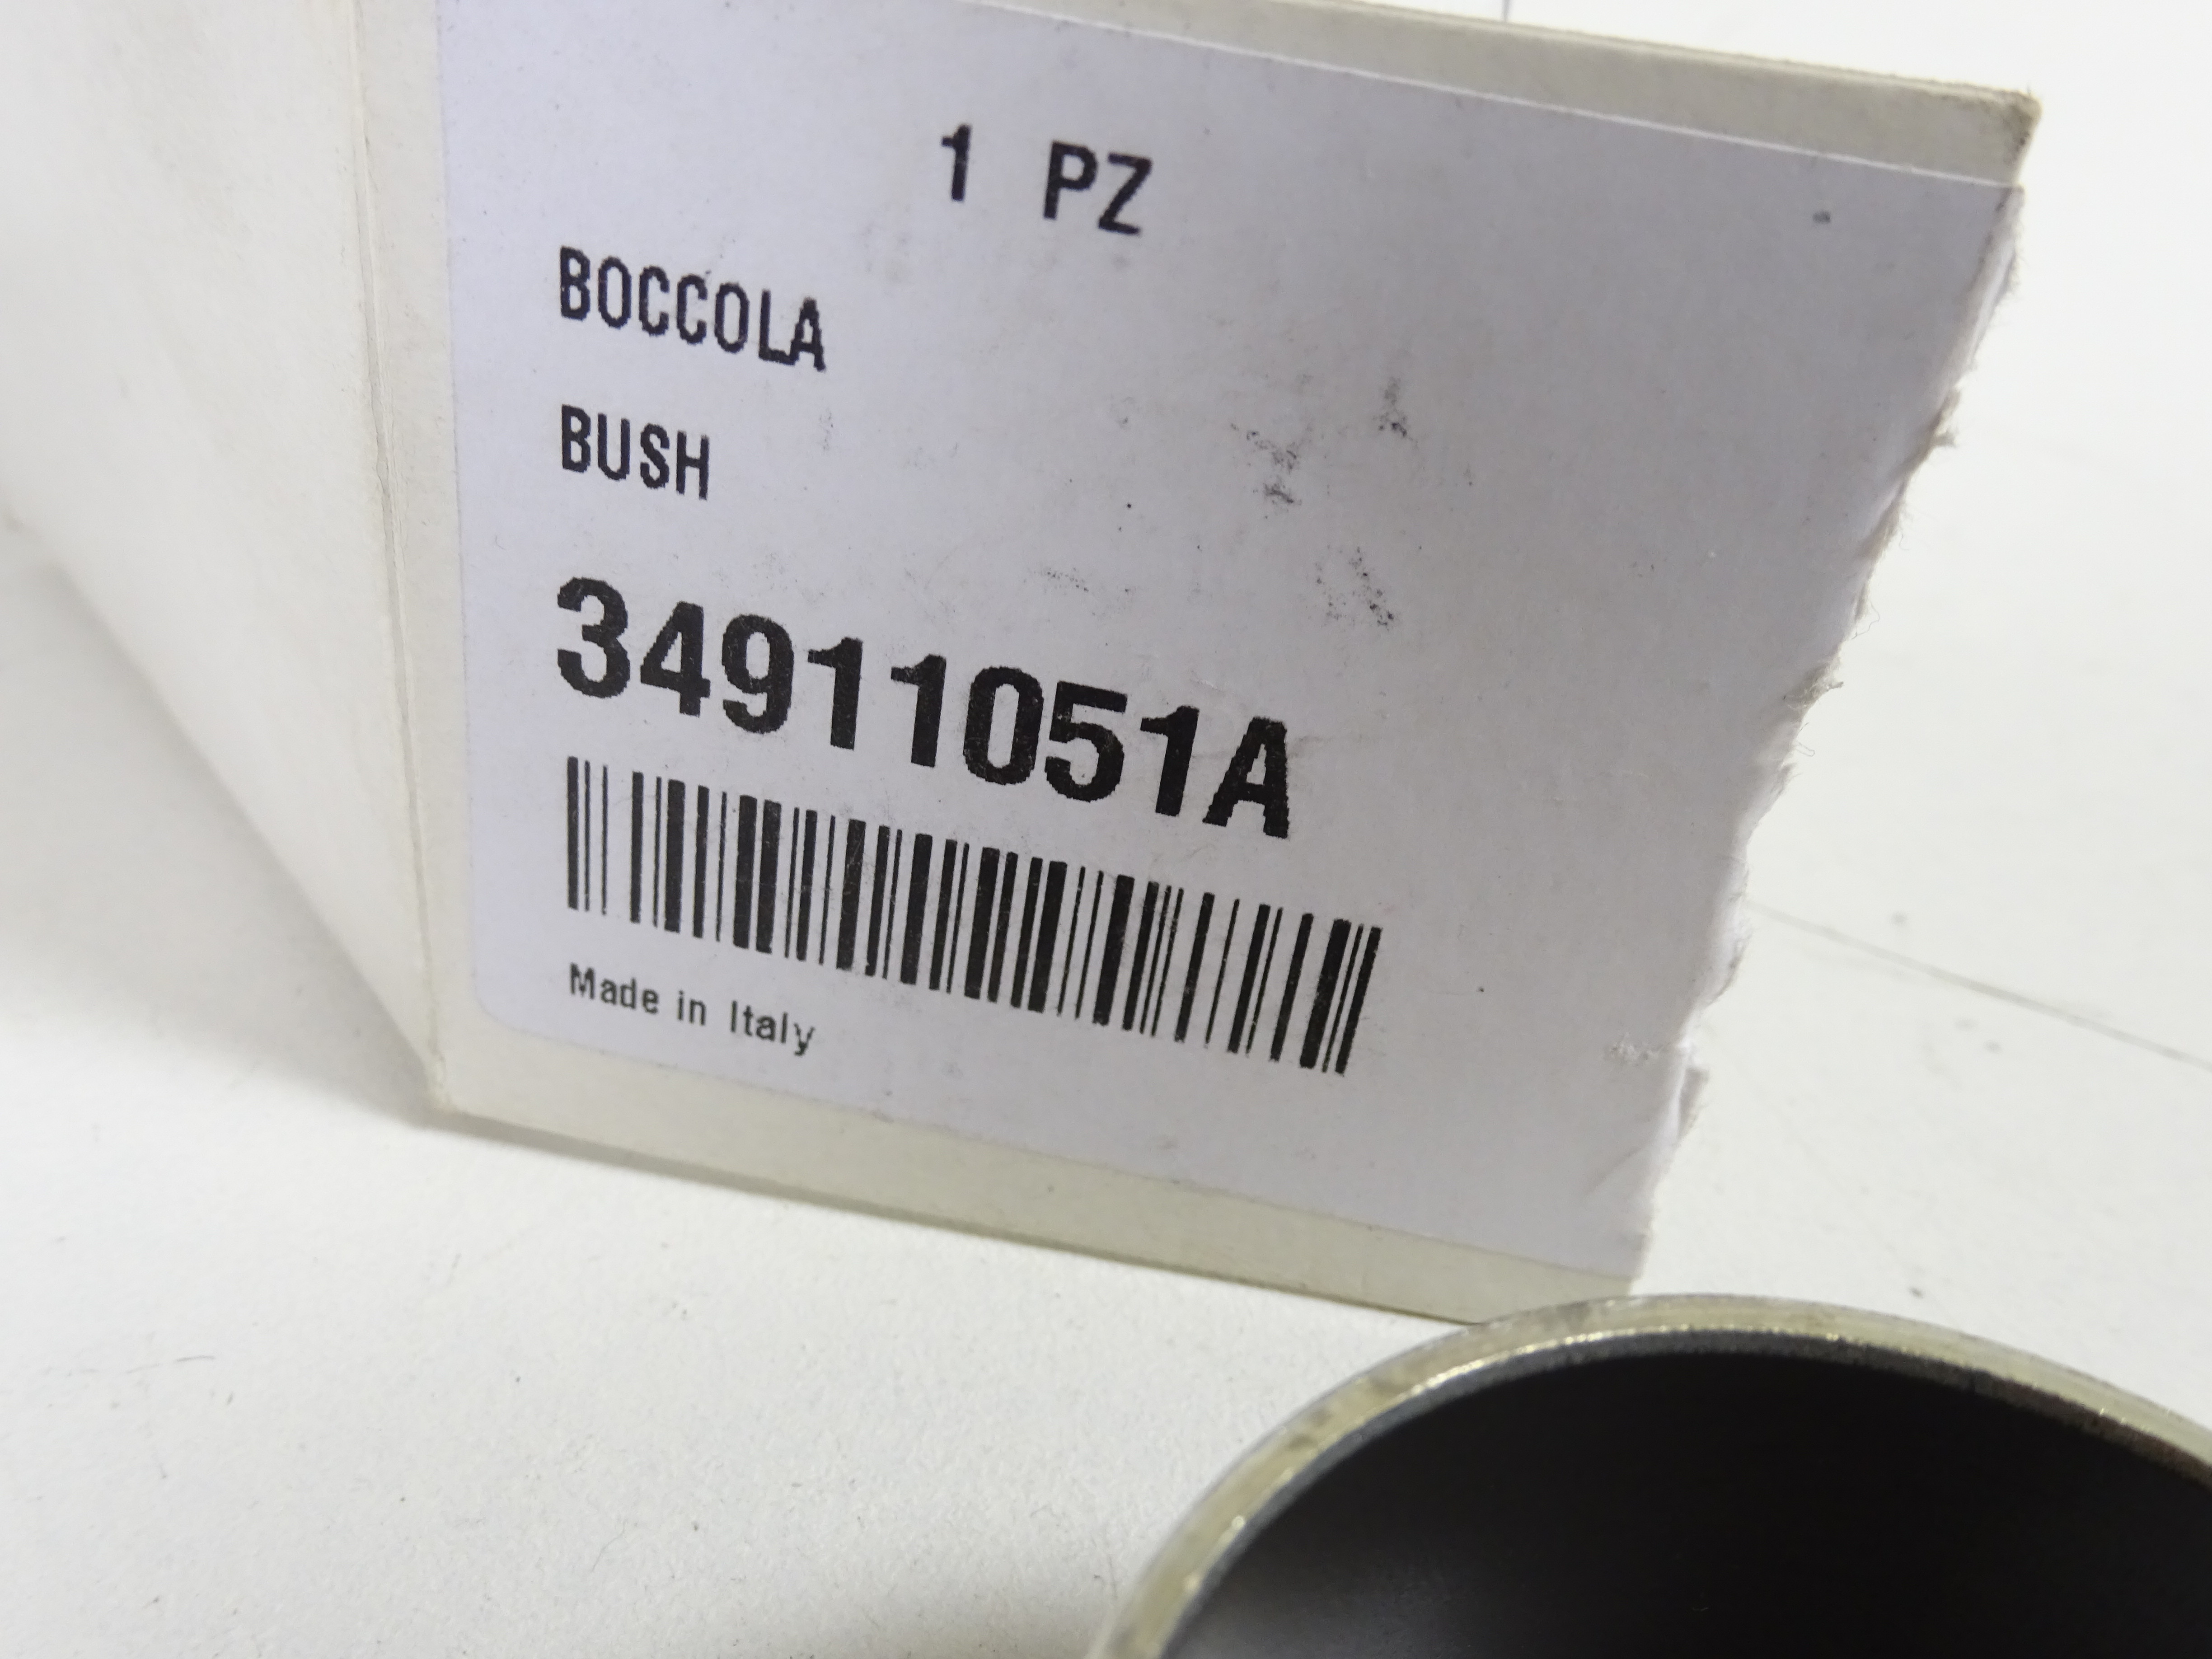 1 PZ
BOCCOLA
BUSH
34911051A
Made in Italy